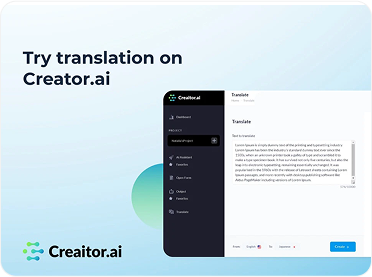 Try translation on
Creator.ai
Creaitor.ai
Translate
Dashboard
PROJECT
AI Assistant
Favorites
Open Form
Output
Favorites
Translate
Translate
Text to translate
Lorem Ipsum is simply dummy text of the printing and typesetting industry.
Lorem Ipsum has been the industry's standard dummy text ever since the
1500s, when an unknown printer took a galley of type and scrambled it to
make a type specimen book. It has survived not only five centuries, but also the
leap into electronic typesetting, remaining essentially unchanged. It was
popularised in the 1960s with the release of Letraset sheets containing Lorem
Ipsum passages, and more recently with desktop publishing software like
Aldus PageMaker including versions of Lorem Ipsum.
From
English
To
Japanese
Create
Creaitor.ai